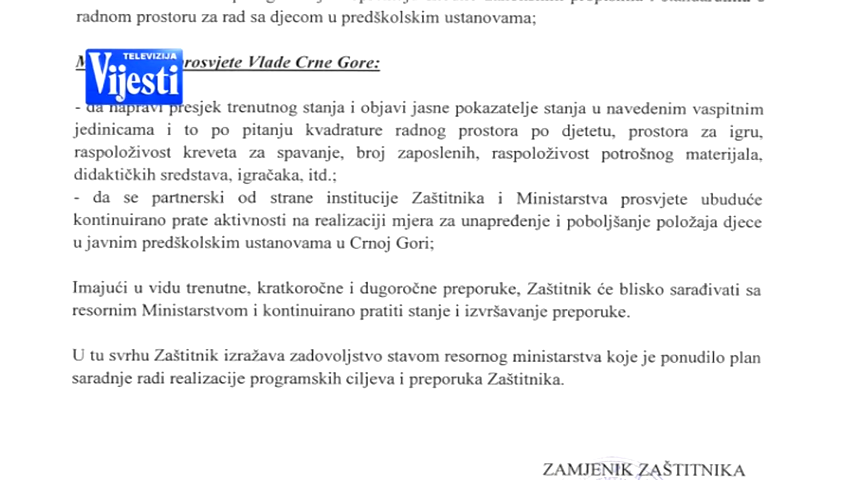 radnom prostoru za rad sa djecom u predškolskim ustanovama;
prosvjete Vlade Crne Gore:
TELEVIZIJA
Vijesti
- da napravi presjek trenutnog stanja i objavi jasne pokazatelje stanja u navedenim vaspitnim
jedinicama i to po pitanju kvadrature radnog prostora po djetetu, prostora za igru,
raspoloživost kreveta za spavanje, broj zaposlenih, raspoloživost potrošnog materijala,
didaktičkih sredstava, igračaka, itd.;
- da se partnerski od strane institucije Zaštitnika i Ministarstva prosvjete ubuduće
kontinuirano prate aktivnosti na realizaciji mjera za unapređenje i poboljšanje položaja djece
u javnim predškolskim ustanovama u Crnoj Gori;
Imajući u vidu trenutne, kratkoročne i dugoročne preporuke, Zaštitnik će blisko sarađivati sa
resornim Ministarstvom i kontinuirano pratiti stanje i izvršavanje preporuke.
U tu svrhu Zaštitnik izražava zadovoljstvo stavom resornog ministarstva koje je ponudilo plan
saradnje radi realizacije programskih ciljeva i preporuka Zaštitnika.
ZAMJENIK ZAŠTITNIKA